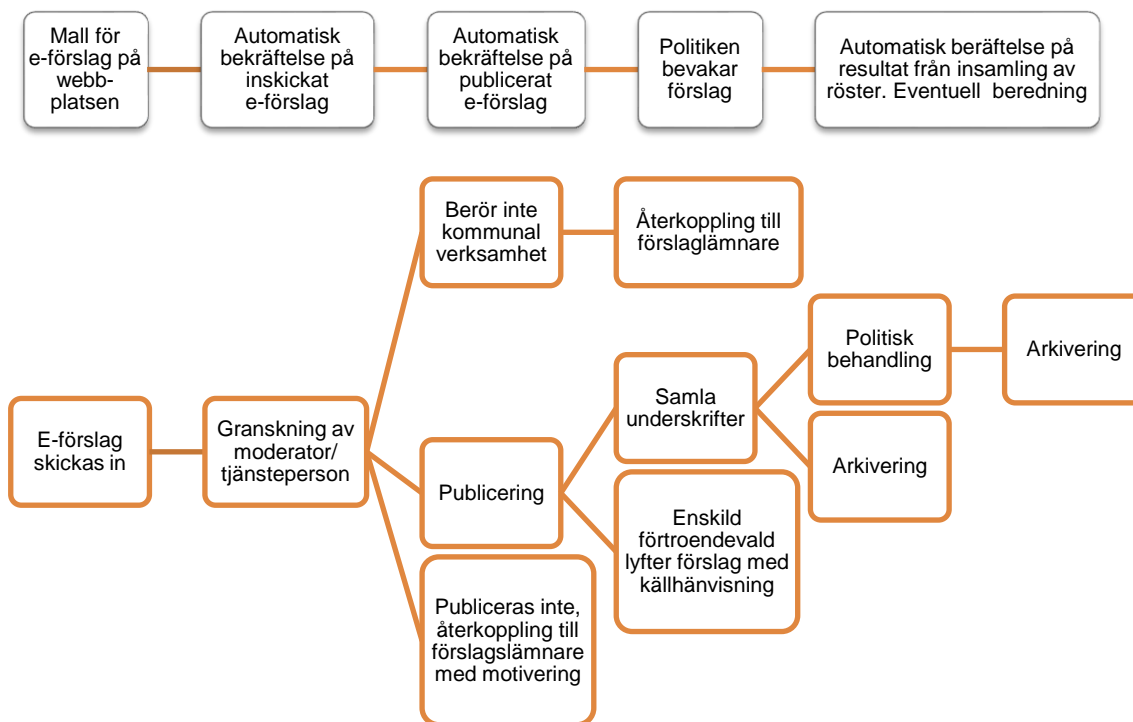 Mall för
e-förslag på
webb-
platsen
Automatisk
bekräftelse på
inskickat
e-förslag
Automatisk
bekräftelse på
publicerat
e-förslag
Politiken
bevakar
förslag
Automatisk beräftelse på
resultat från insamling av
röster. Eventuell  beredning
Berör inte
kommunal
verksamhet
Återkoppling till
förslaglämnare
Politisk
behandling
Arkivering
E-förslag
skickas in
Granskning av
moderator/
tjänsteperson
Samla
underskrifter
Arkivering
Publicering
Enskild
förtroendevald
lyfter förslag med
källhänvisning
Publiceras inte,
återkoppling till
förslagslämnare
med motivering